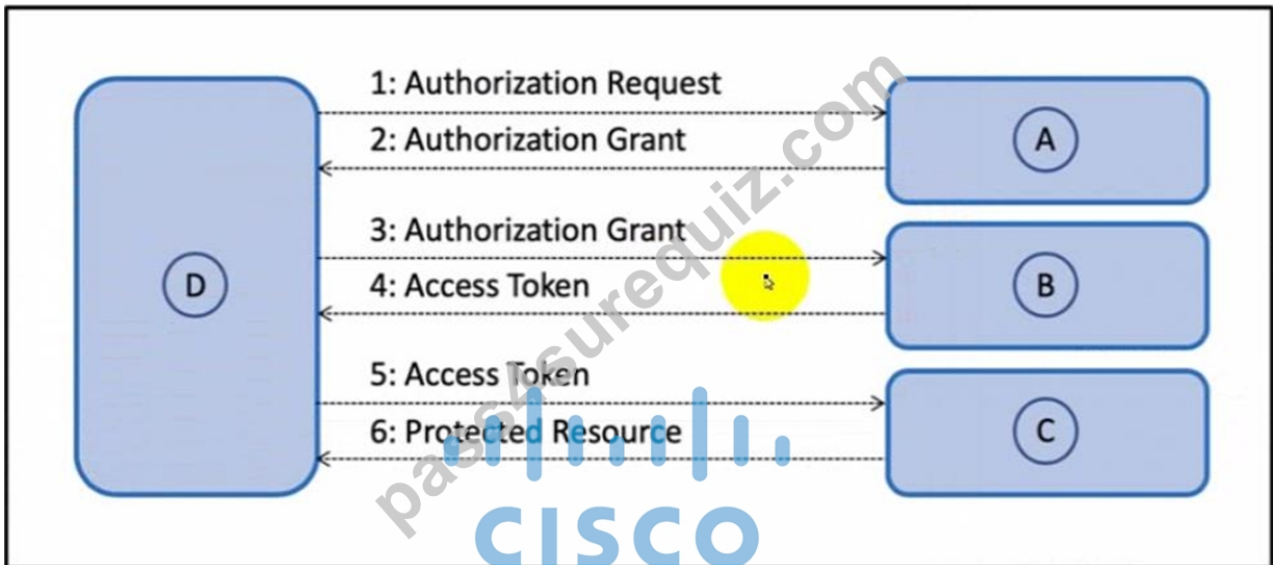 1: Authorization Request
A
2: Authorization Grant
3: Authorization Grant
D
B
4: Access Token
5: Access Token
C
6: Protected Resource
pass4surequiz.com
CISCO